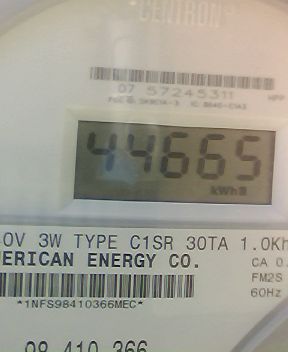 CENTRON
07 57245311
44665
kWh
0V 3W TYPE C1SR 30TA 1.0Kh
ERICAN ENERGY CO.
CA 0.
FM2S
60Hz
*1NFS98410366MEC*
98 410 366